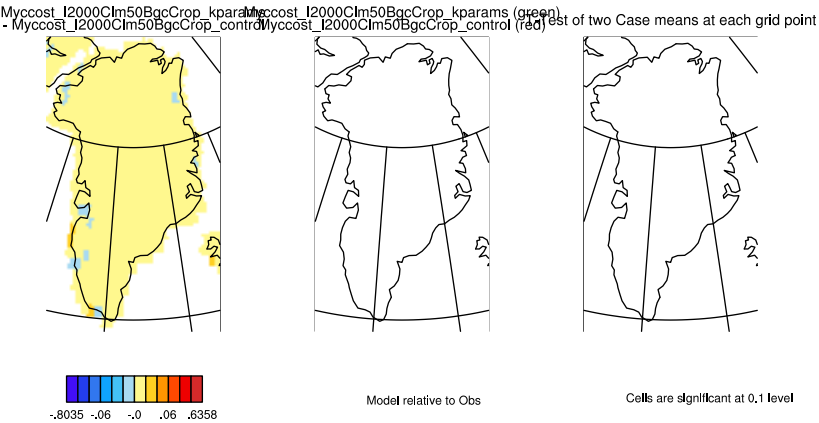 Myccost_I2000Clm50BgcCrop_kparams
- Myccost_I2000Clm50BgcCrop_control
Myccost_I2000Clm50BgcCrop_kparams (green)
Myccost_I2000Clm50BgcCrop_control (red)
T-Test of two Case means at each grid point
-.8035 -.06 -.0 .06 .6358
Model relative to Obs
Cells are significant at 0.1 level